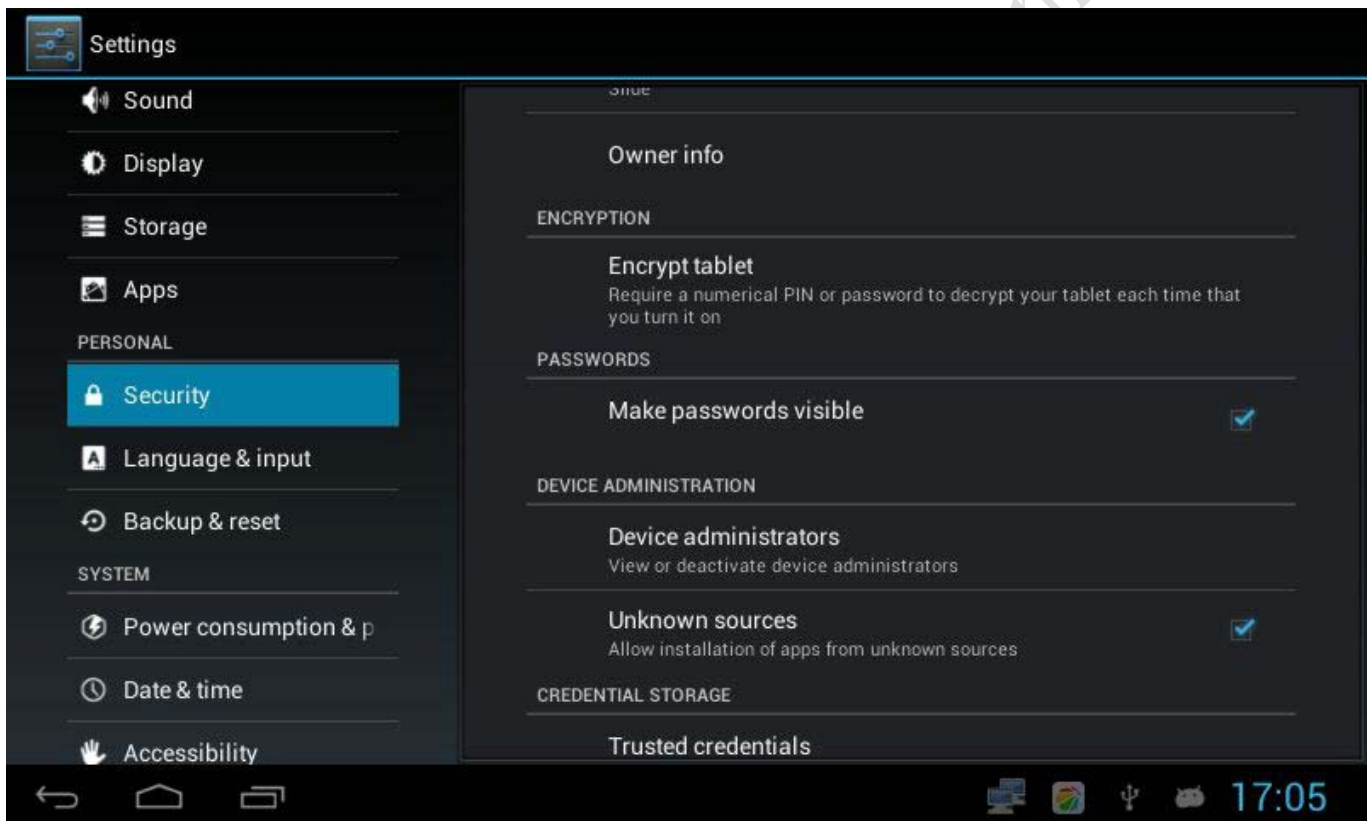 Settings
Sound
Display
Storage
Apps
PERSONAL
Security
Language & input
Backup & reset
SYSTEM
Power consumption & p
Date & time
Accessibility
Slide
Owner info
ENCRYPTION
Encrypt tablet
Require a numerical PIN or password to decrypt your tablet each time that
you turn it on
PASSWORDS
Make passwords visible
DEVICE ADMINISTRATION
Device administrators
View or deactivate device administrators
Unknown sources
Allow installation of apps from unknown sources
CREDENTIAL STORAGE
Trusted credentials
17:05